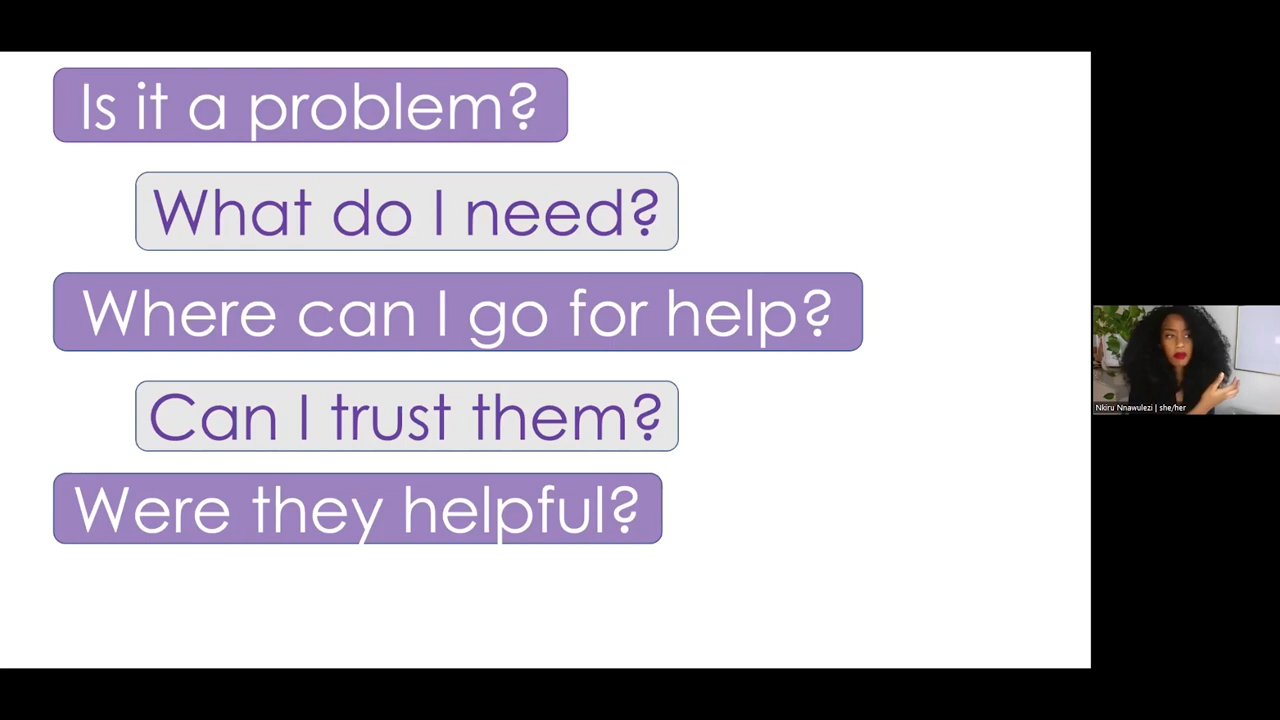 Is it a problem?
What do I need?
Where can I go for help?
Can I trust them?
Were they helpful?
Nkiru Nnawulezi | she/her